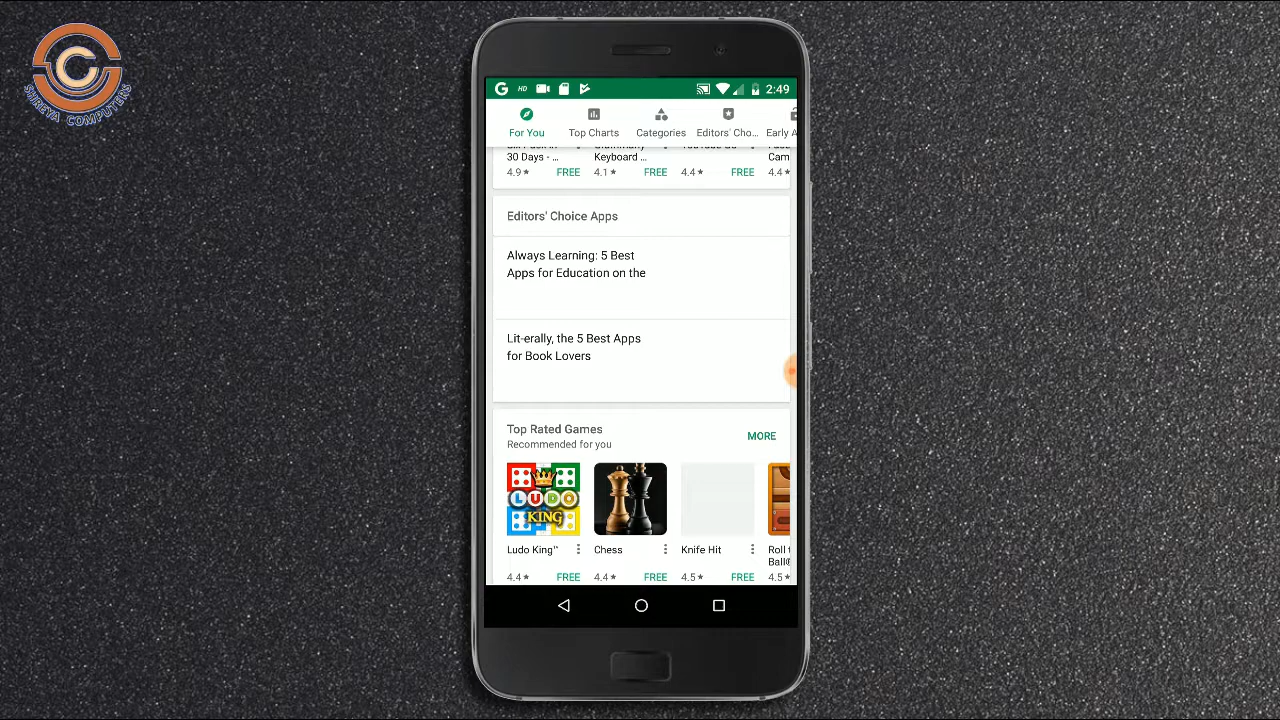 SHREYA COMPUTERS
G HD 2:49
For You Top Charts Categories Editors' Cho... Early A
30 Days - ... Keyboard ... Cam
4.9★ FREE 4.1★ FREE 4.4★ FREE 4.4★
Editors' Choice Apps
Always Learning: 5 Best
Apps for Education on the
Lit-erally, the 5 Best Apps
for Book Lovers
Top Rated Games
Recommended for you
MORE
LUDO
KING
Ludo King™ Chess Knife Hit Roll t
Ball®
4.4★ FREE 4.4★ FREE 4.5★ FREE 4.5★